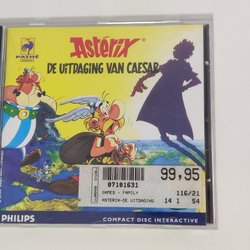 PATHÉ
Astérix
DE UITDAGING VAN CAESAR
99,95
07101631
GAMES - FAMILY
116/21
ASTERIX-DE UITDAGING
14 1 54
PHILIPS
COMPACT DISC INTERACTIVE